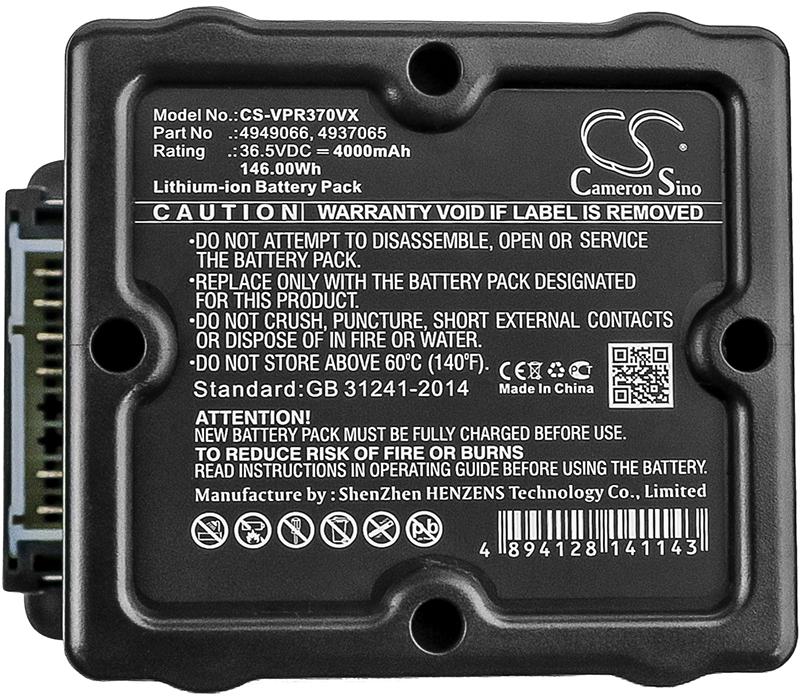 Model No.:CS-VPR370VX
Part No .:4949066, 4937065
Rating .:36.5VDC ⎓ 4000mAh
146.00Wh
Lithium-ion Battery Pack
CS®
Cameron Sino
CAUTION | WARRANTY VOID IF LABEL IS REMOVED
•DO NOT ATTEMPT TO DISASSEMBLE, OPEN OR SERVICE
THE BATTERY PACK.
•REPLACE ONLY WITH THE BATTERY PACK DESIGNATED
FOR THIS PRODUCT.
•DO NOT CRUSH, PUNCTURE, SHORT EXTERNAL CONTACTS
OR DISPOSE OF IN FIRE OR WATER.
•DO NOT STORE ABOVE 60℃ (140℉).
CE
Made In China
Standard:GB 31241-2014
ATTENTION!
NEW BATTERY PACK MUST BE FULLY CHARGED BEFORE USE.
TO REDUCE RISK OF FIRE OR BURNS
READ INSTRUCTIONS IN OPERATING GUIDE BEFORE USING THE BATTERY.
Manufacture by : ShenZhen HENZENS Technology Co., Limited
Pb
4 894128 141143